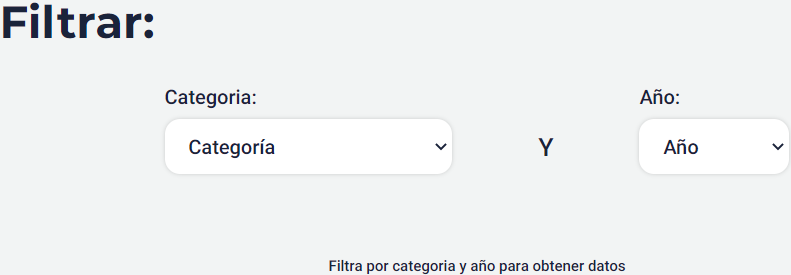 Filtrar:
Categoria: Año:
Categoría Y Año
Filtra por categoria y año para obtener datos